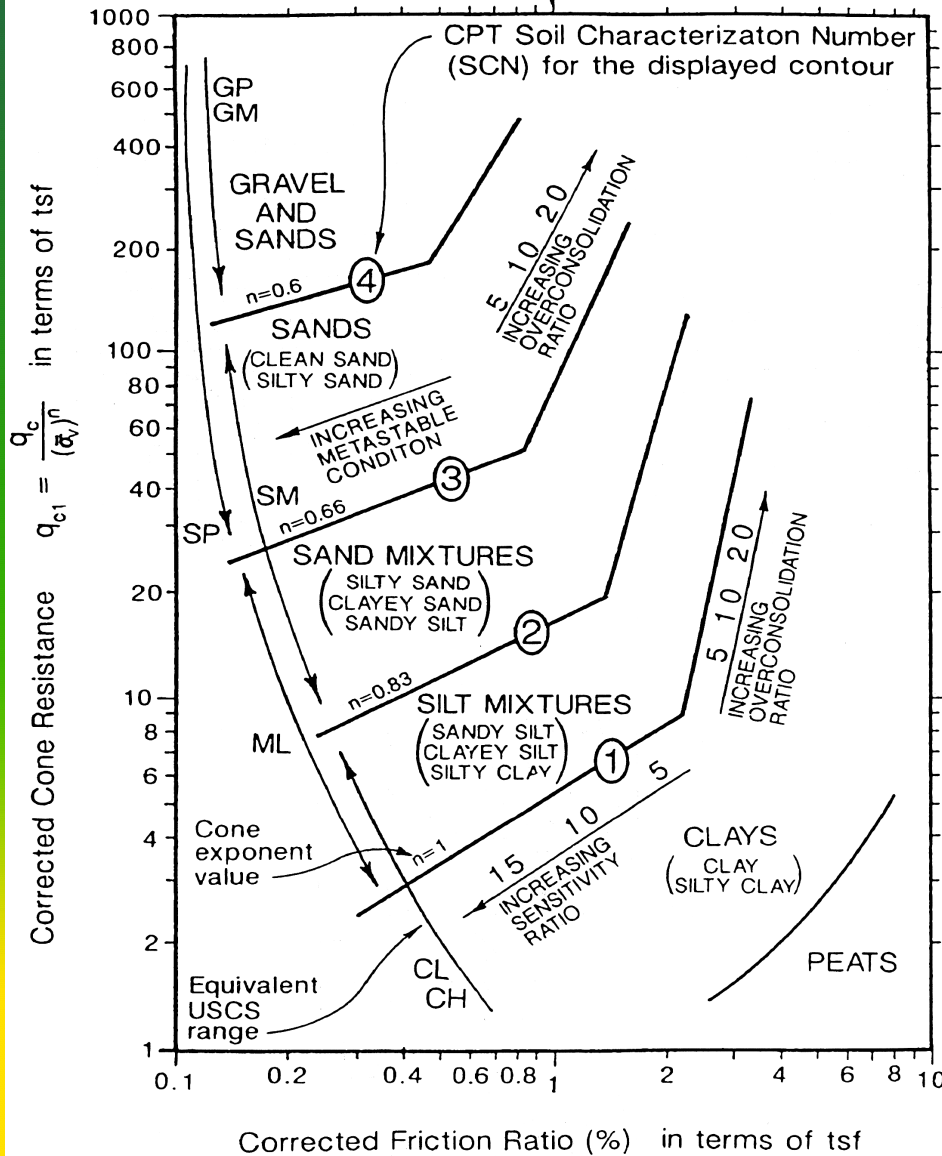 1000
800
600
400
200
100
80
60
40
20
10
8
6
4
2
1
0.1
0.2
0.4
0.6
0.8
1
2
4
6
8
10
Corrected Cone Resistance q_c1 = q_c / (σ̄_v)^n in terms of tsf
Corrected Friction Ratio (%) in terms of tsf
CPT Soil Characterizaton Number
(SCN) for the displayed contour
GP
GM
GRAVEL
AND
SANDS
4
n=0.6
SANDS
(CLEAN SAND
SILTY SAND)
INCREASING
METASTABLE
CONDITON
5 10 20
INCREASING
OVERCONSOLIDATION
RATIO
3
SM
n=0.66
SP
SAND MIXTURES
(SILTY SAND
CLAYEY SAND
SANDY SILT)
2
n=0.83
ML
SILT MIXTURES
(SANDY SILT
CLAYEY SILT
SILTY CLAY)
1
5 10 20
INCREASING
OVERCONSOLIDATION
RATIO
Cone
exponent
value
n=1
15 10 5
INCREASING
SENSITIVITY
RATIO
CLAYS
(CLAY
SILTY CLAY)
PEATS
CL
CH
Equivalent
USCS
range